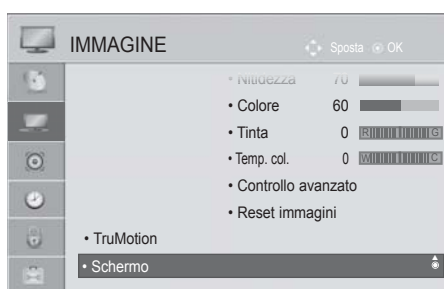 IMMAGINE
Sposta OK
• Nitidezza 70
• Colore 60
• Tinta 0 R G
• Temp. col. 0 W C
• Controllo avanzato
• Reset immagini
• TruMotion
• Schermo